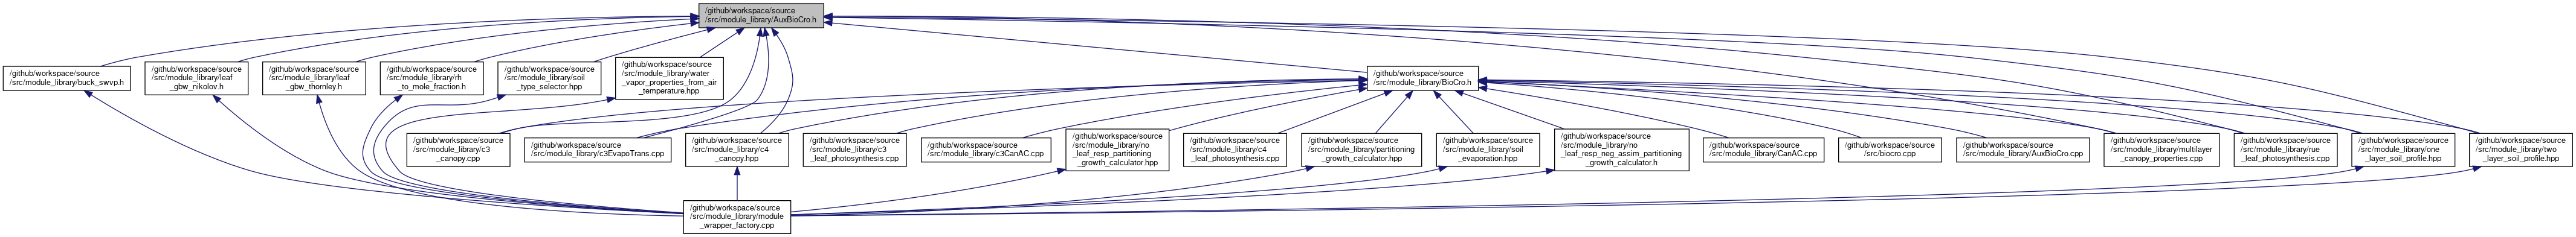 /github/workspace/source
/src/module_library/AuxBioCro.h
/github/workspace/source
/src/module_library/buck_swvp.h
/github/workspace/source
/src/module_library/leaf
_gbw_nikolov.h
/github/workspace/source
/src/module_library/leaf
_gbw_thornley.h
/github/workspace/source
/src/module_library/rh
_to_mole_fraction.h
/github/workspace/source
/src/module_library/soil
_type_selector.hpp
/github/workspace/source
/src/module_library/water
_vapor_properties_from_air
_temperature.hpp
/github/workspace/source
/src/module_library/BioCro.h
/github/workspace/source
/src/module_library/c3
_canopy.cpp
/github/workspace/source
/src/module_library/c3EvapoTrans.cpp
/github/workspace/source
/src/module_library/c4
_canopy.hpp
/github/workspace/source
/src/module_library/c3
_leaf_photosynthesis.cpp
/github/workspace/source
/src/module_library/c3CanAC.cpp
/github/workspace/source
/src/module_library/no
_leaf_resp_partitioning
_growth_calculator.hpp
/github/workspace/source
/src/module_library/c4
_leaf_photosynthesis.cpp
/github/workspace/source
/src/module_library/partitioning
_growth_calculator.hpp
/github/workspace/source
/src/module_library/soil
_evaporation.hpp
/github/workspace/source
/src/module_library/no
_leaf_resp_neg_assim_partitioning
_growth_calculator.h
/github/workspace/source
/src/module_library/CanAC.cpp
/github/workspace/source
/src/biocro.cpp
/github/workspace/source
/src/module_library/AuxBioCro.cpp
/github/workspace/source
/src/module_library/multilayer
_canopy_properties.cpp
/github/workspace/source
/src/module_library/rue
_leaf_photosynthesis.cpp
/github/workspace/source
/src/module_library/one
_layer_soil_profile.hpp
/github/workspace/source
/src/module_library/two
_layer_soil_profile.hpp
/github/workspace/source
/src/module_library/module
_wrapper_factory.cpp